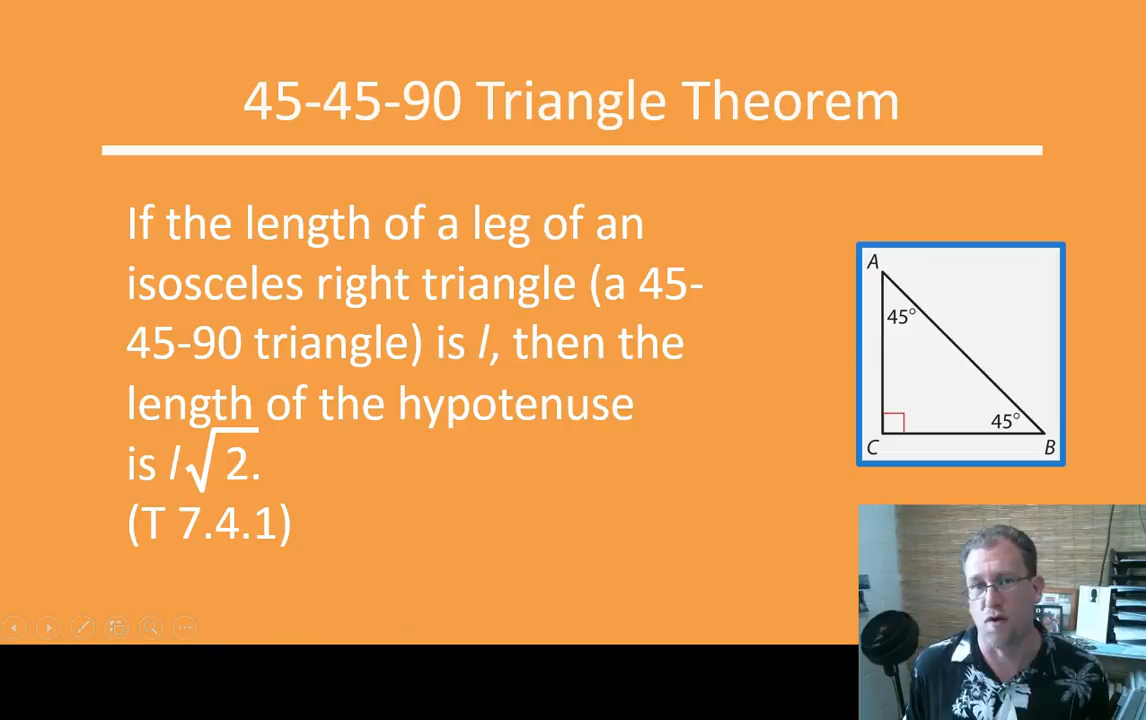 45-45-90 Triangle Theorem
If the length of a leg of an
isosceles right triangle (a 45-
45-90 triangle) is l, then the
length of the hypotenuse
is l√2.
(T 7.4.1)
A
45°
45°
C
B